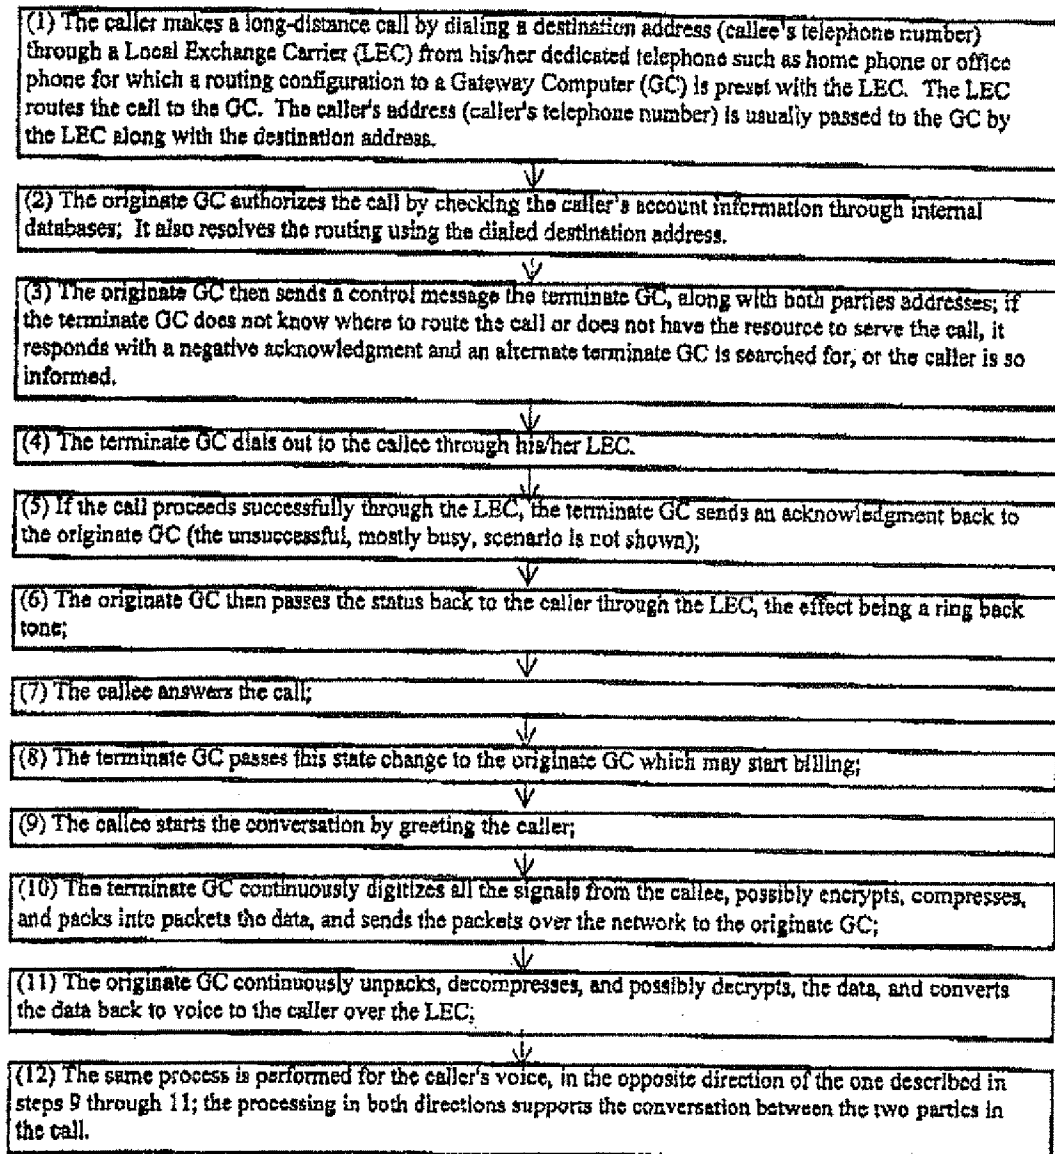 (1) The caller makes a long-distance call by dialing a destination address (callee's telephone number)
through a Local Exchange Carrier (LEC) from his/her dedicated telephone such as home phone or office
phone for which a routing configuration to a Gateway Computer (GC) is preset with the LEC. The LEC
routes the call to the GC. The caller's address (caller's telephone number) is usually passed to the GC by
the LEC along with the destination address.
(2) The originate GC authorizes the call by checking the caller's account information through internal
databases; It also resolves the routing using the dialed destination address.
(3) The originate GC then sends a control message the terminate GC, along with both parties addresses; if
the terminate GC does not know where to route the call or does not have the resource to serve the call, it
responds with a negative acknowledgment and an alternate terminate GC is searched for, or the caller is so
informed.
(4) The terminate GC dials out to the callee through his/her LEC.
(5) If the call proceeds successfully through the LEC, the terminate GC sends an acknowledgment back to
the originate GC (the unsuccessful, mostly busy, scenario is not shown);
(6) The originate GC then passes the status back to the caller through the LEC, the effect being a ring back
tone;
(7) The callee answers the call;
(8) The terminate GC passes this state change to the originate GC which may start billing;
(9) The callee starts the conversation by greeting the caller;
(10) The terminate GC continuously digitizes all the signals from the callee, possibly encrypts, compresses,
and packs into packets the data, and sends the packets over the network to the originate GC;
(11) The originate GC continuously unpacks, decompresses, and possibly decrypts, the data, and converts
the data back to voice to the caller over the LEC;
(12) The same process is performed for the caller's voice, in the opposite direction of the one described in
steps 9 through 11; the processing in both directions supports the conversation between the two parties in
the call.